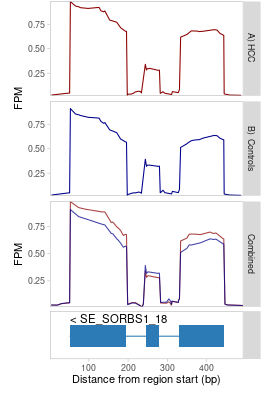 0.75
0.50
0.25
FPM
A) HCC
0.75
0.50
0.25
B) Controls
0.75
0.50
0.25
FPM
Combined
< SE_SORBS1_18
100 200 300 400
Distance from region start (bp)